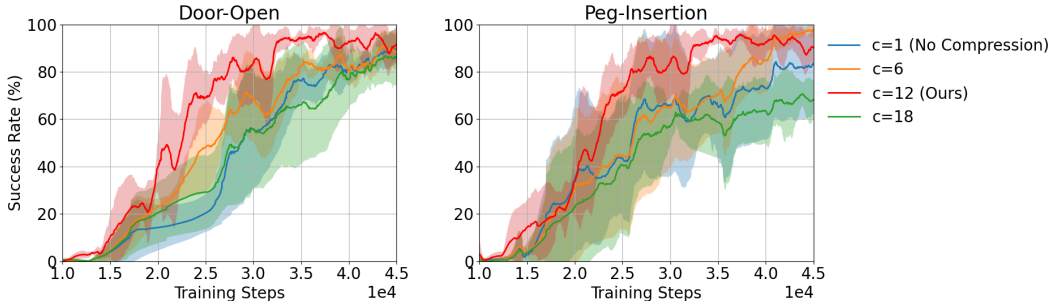 Door-Open
Peg-Insertion
Success Rate (%)
100
80
60
40
20
0
1.0 1.5 2.0 2.5 3.0 3.5 4.0 4.5
Training Steps
1e4
100
80
60
40
20
0
1.0 1.5 2.0 2.5 3.0 3.5 4.0 4.5
Training Steps
1e4
c=1 (No Compression)
c=6
c=12 (Ours)
c=18